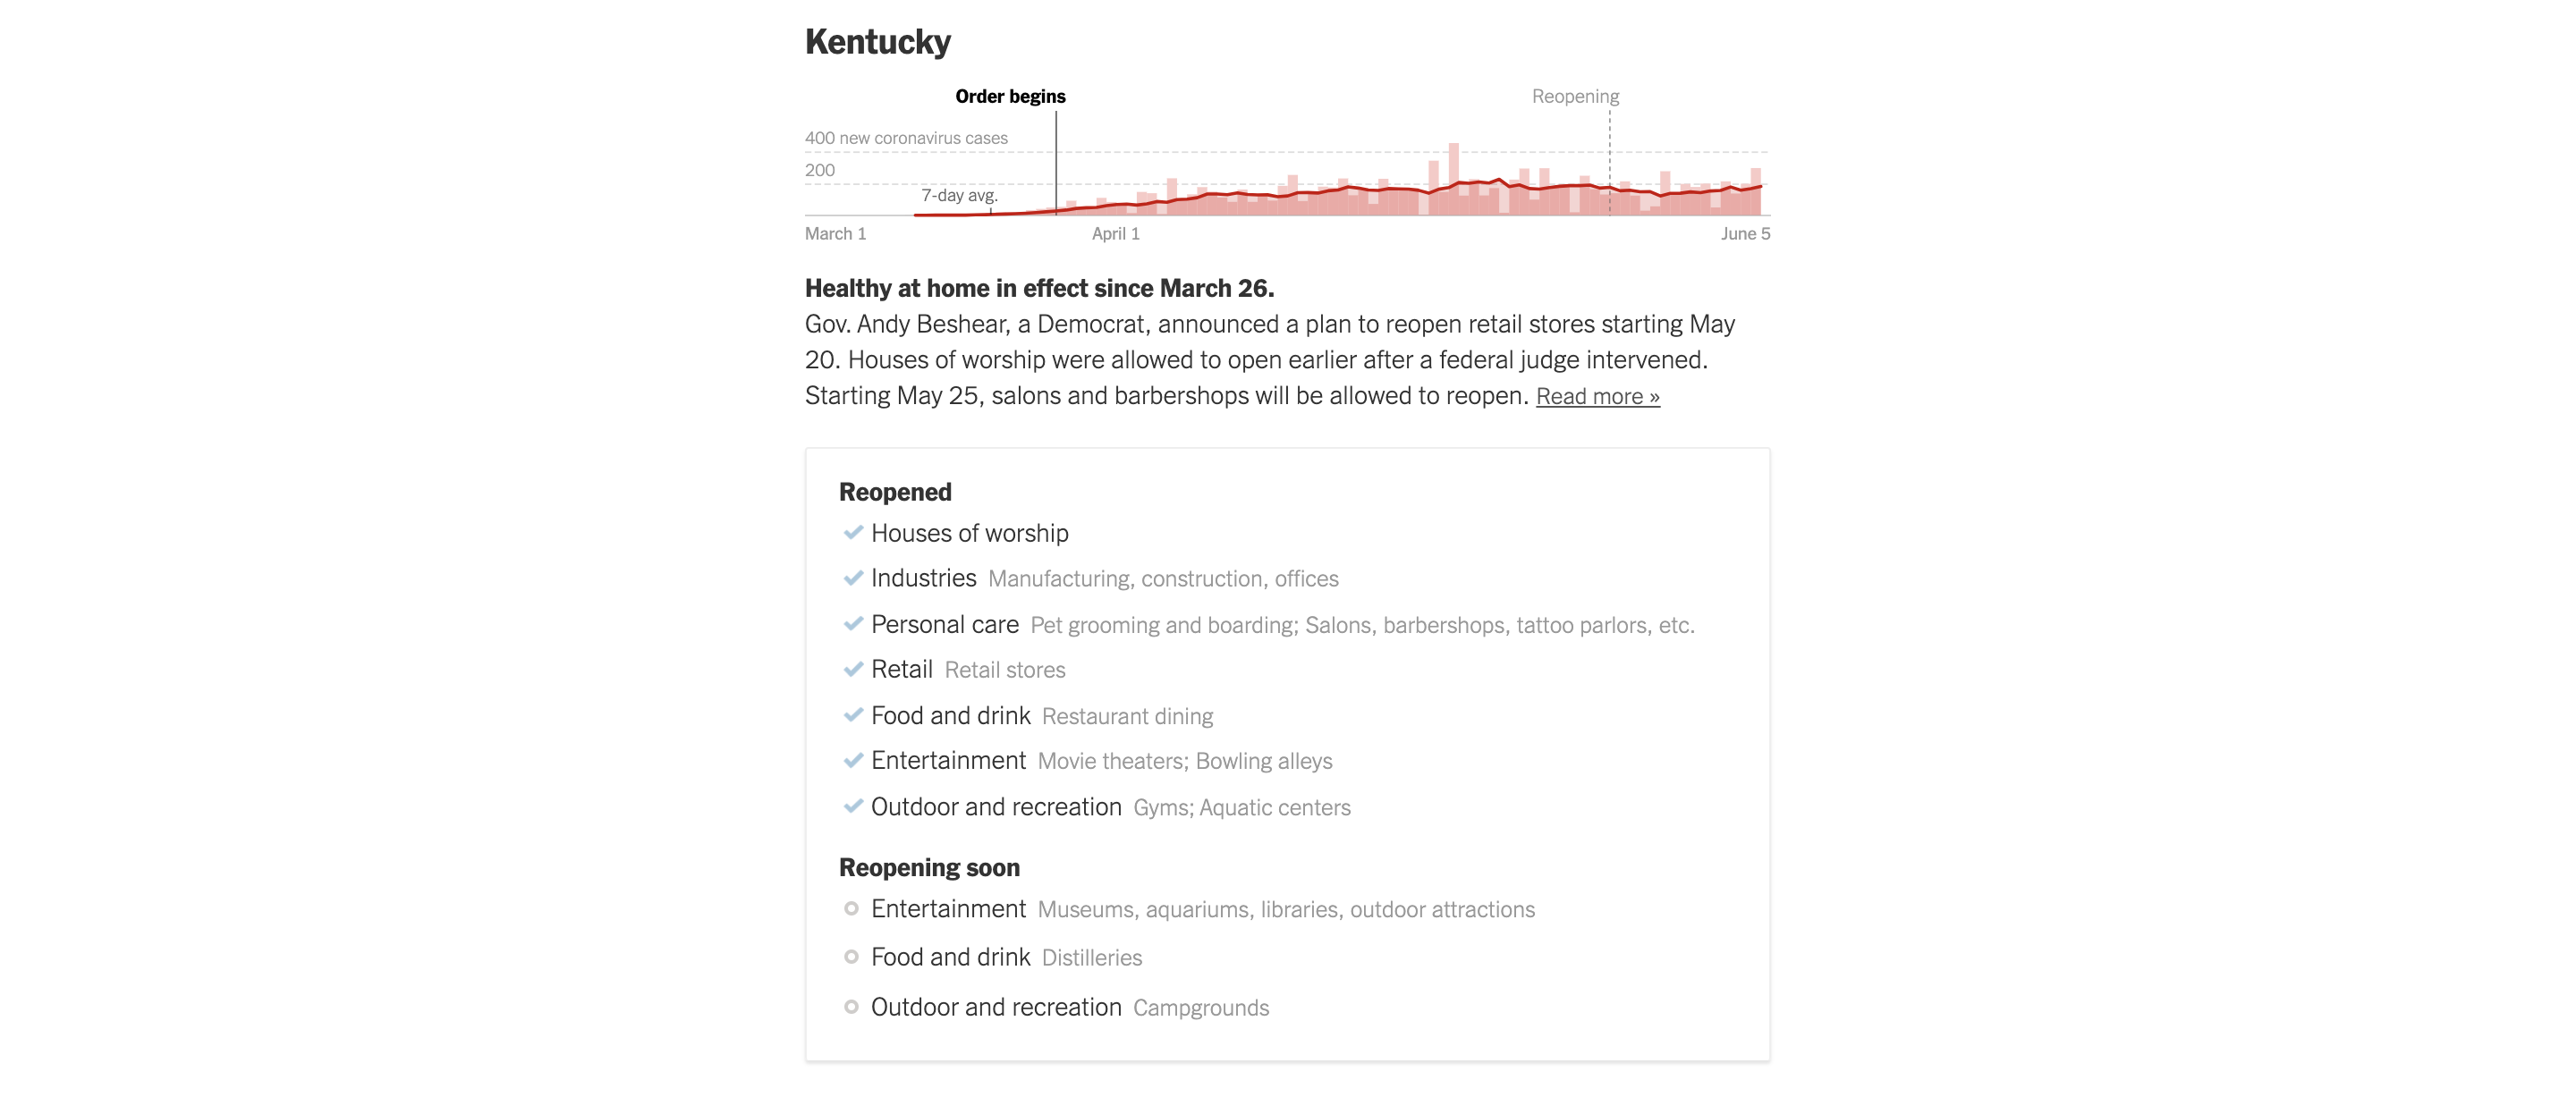 Kentucky
Order begins
Reopening
400 new coronavirus cases
200
7-day avg.
March 1
April 1
June 5
Healthy at home in effect since March 26.
Gov. Andy Beshear, a Democrat, announced a plan to reopen retail stores starting May
20. Houses of worship were allowed to open earlier after a federal judge intervened.
Starting May 25, salons and barbershops will be allowed to reopen. Read more »
Reopened
Houses of worship
Industries Manufacturing, construction, offices
Personal care Pet grooming and boarding; Salons, barbershops, tattoo parlors, etc.
Retail Retail stores
Food and drink Restaurant dining
Entertainment Movie theaters; Bowling alleys
Outdoor and recreation Gyms; Aquatic centers
Reopening soon
Entertainment Museums, aquariums, libraries, outdoor attractions
Food and drink Distilleries
Outdoor and recreation Campgrounds